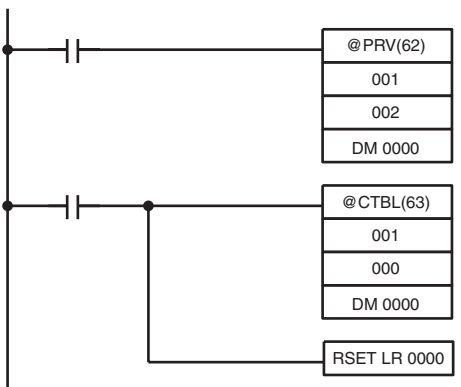 @PRV(62)
001
002
DM 0000
@CTBL(63)
001
000
DM 0000
RSET LR 0000